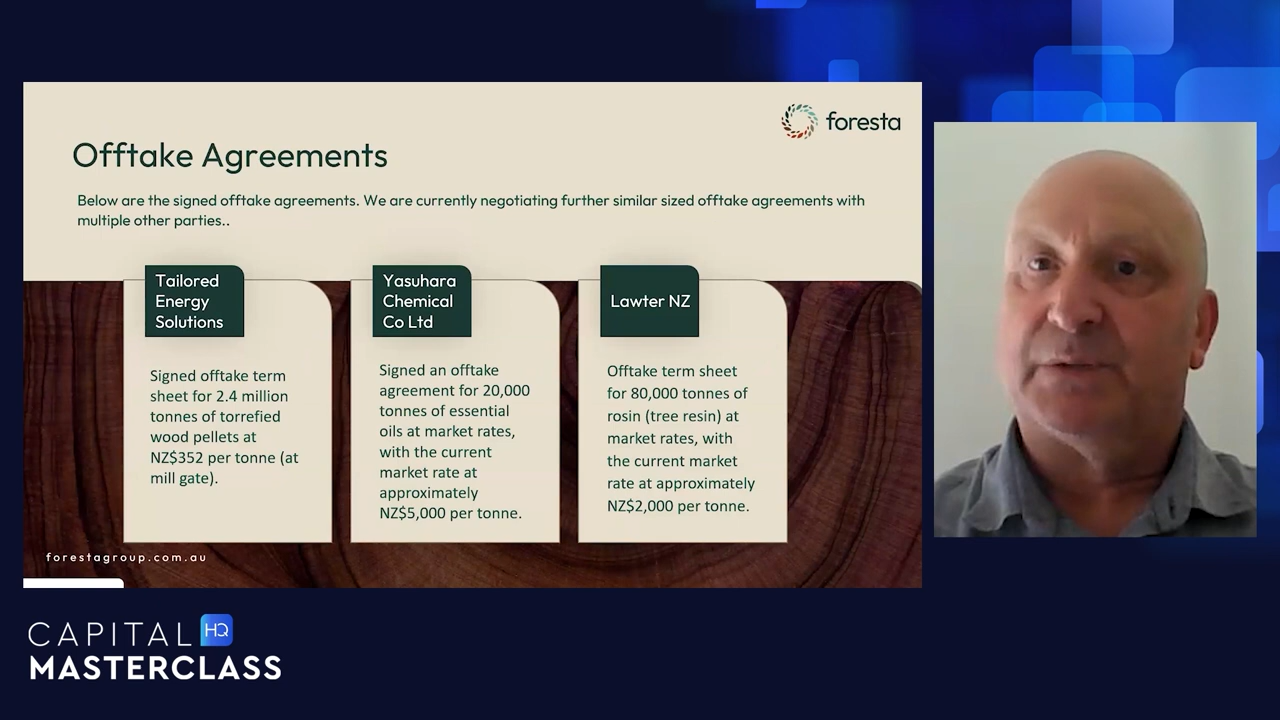 foresta
Offtake Agreements
Below are the signed offtake agreements. We are currently negotiating further similar sized offtake agreements with
multiple other parties..
Tailored
Energy
Solutions
Signed offtake term
sheet for 2.4 million
tonnes of torrefied
wood pellets at
NZ$352 per tonne (at
mill gate).
Yasuhara
Chemical
Co Ltd
Signed an offtake
agreement for 20,000
tonnes of essential
oils at market rates,
with the current
market rate at
approximately
NZ$5,000 per tonne.
Lawter NZ
Offtake term sheet
for 80,000 tonnes of
rosin (tree resin) at
market rates, with
the current market
rate at approximately
NZ$2,000 per tonne.
forestagroup.com.au
CAPITAL HQ
MASTERCLASS